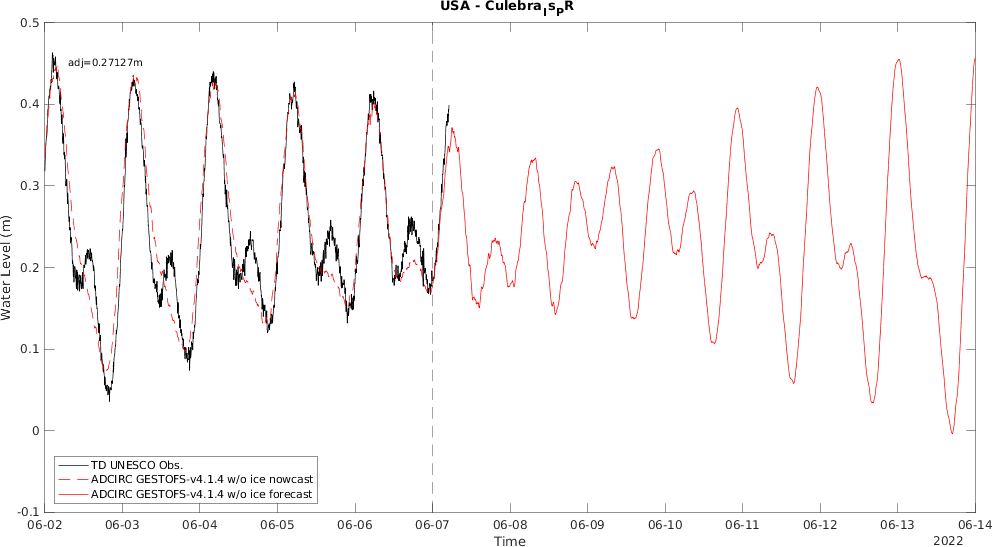 USA - Culebra_Is_PR
0.5
adj=0.27127m
0.4
0.3
0.2
0.1
0
-0.1
Water Level (m)
TD UNESCO Obs.
ADCIRC GESTOFS-v4.1.4 w/o ice nowcast
ADCIRC GESTOFS-v4.1.4 w/o ice forecast
06-02 06-03 06-04 06-05 06-06 06-07 06-08 06-09 06-10 06-11 06-12 06-13 06-14
Time
2022